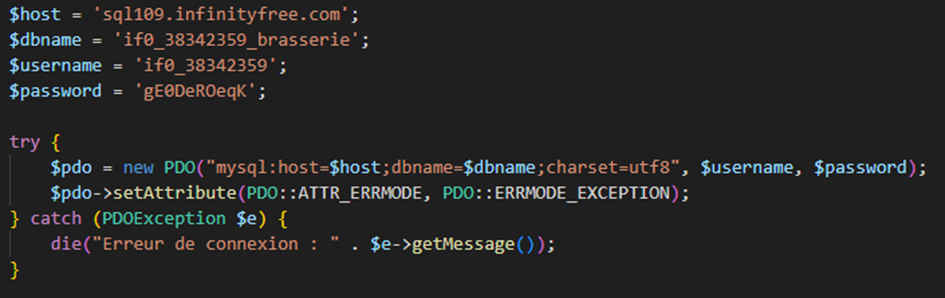 $host = 'sql109.infinityfree.com';
$dbname = 'if0_38342359_brasserie';
$username = 'if0_38342359';
$password = 'gE0DeROeqK';
try {
$pdo = new PDO("mysql:host=$host;dbname=$dbname;charset=utf8", $username, $password);
$pdo->setAttribute(PDO::ATTR_ERRMODE, PDO::ERRMODE_EXCEPTION);
} catch (PDOException $e) {
die("Erreur de connexion : " . $e->getMessage());
}